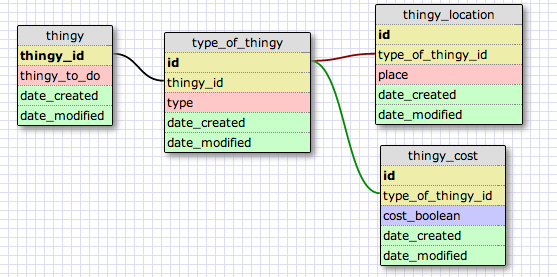 thingy
thingy_id
thingy_to_do
date_created
date_modified
type_of_thingy
id
thingy_id
type
date_created
date_modified
thingy_location
id
type_of_thingy_id
place
date_created
date_modified
thingy_cost
id
type_of_thingy_id
cost_boolean
date_created
date_modified